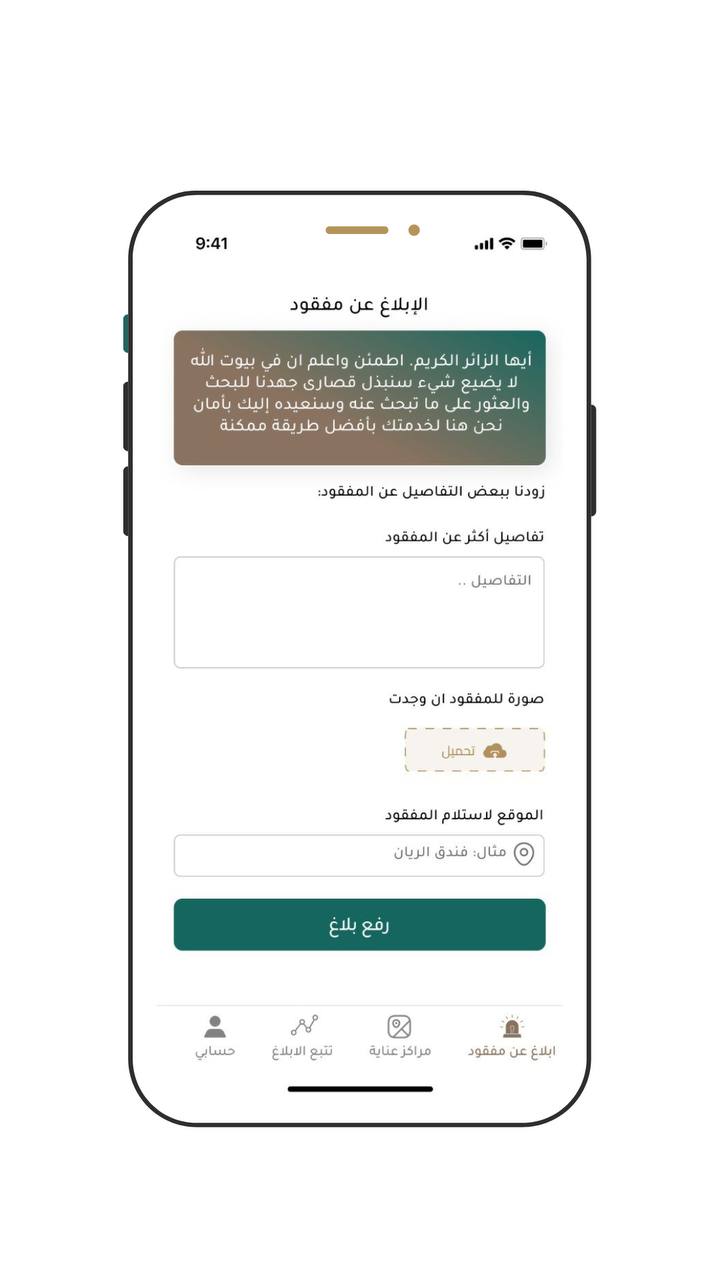 9:41
الإبلاغ عن مفقود
أيها الزائر الكريم. اطمئن واعلم ان في بيوت الله
لا يضيع شيء سنبذل قصارى جهدنا للبحث
والعثور على ما تبحث عنه وسنعيده إليك بأمان
نحن هنا لخدمتك بأفضل طريقة ممكنة
زودنا ببعض التفاصيل عن المفقود:
تفاصيل أكثر عن المفقود
التفاصيل ..
صورة للمفقود ان وجدت
تحميل
الموقع لاستلام المفقود
مثال: فندق الريان
رفع بلاغ
ابلاغ عن مفقود
مراكز عناية
تتبع الابلاغ
حسابي